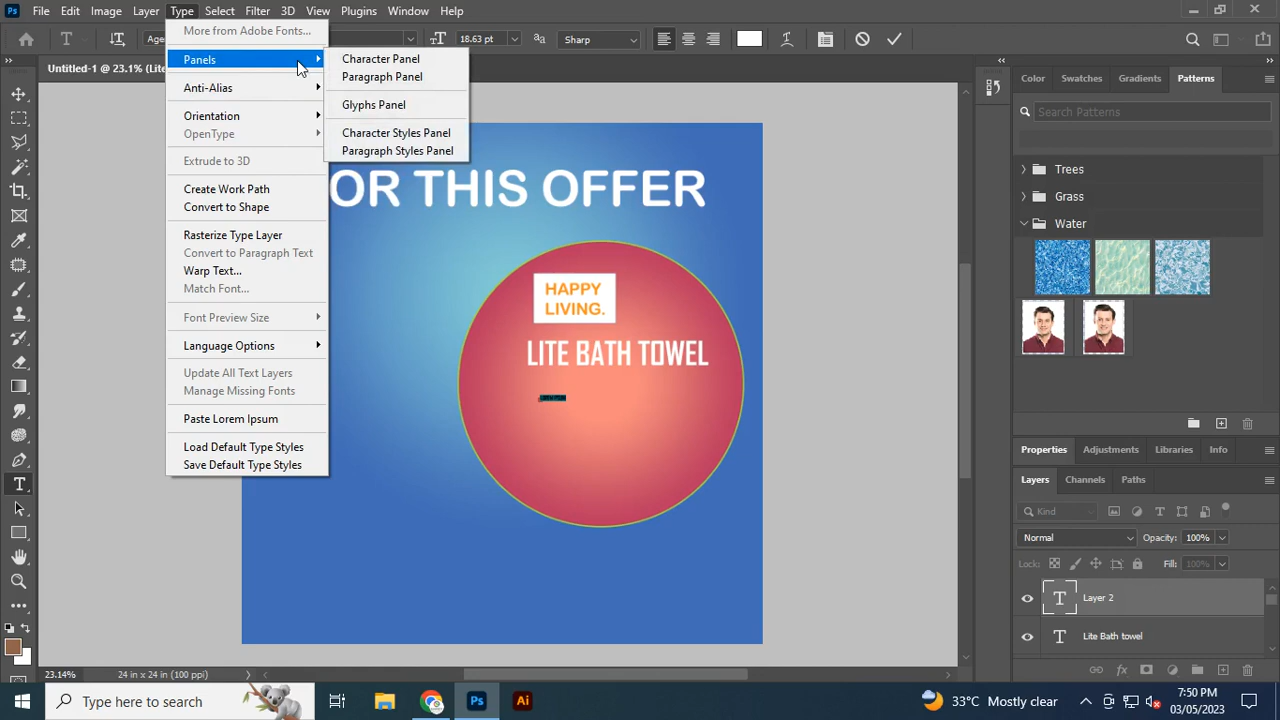 Ps File Edit Image Layer Type Select Filter 3D View Plugins Window Help
T 18.63 pt aa Sharp
Untitled-1 @ 23.1% (Lite
More from Adobe Fonts...
Panels
Anti-Alias
Orientation
OpenType
Extrude to 3D
Create Work Path
Convert to Shape
Rasterize Type Layer
Convert to Paragraph Text
Warp Text...
Match Font...
Font Preview Size
Language Options
Update All Text Layers
Manage Missing Fonts
Paste Lorem Ipsum
Load Default Type Styles
Save Default Type Styles
Character Panel
Paragraph Panel
Glyphs Panel
Character Styles Panel
Paragraph Styles Panel
OR THIS OFFER
HAPPY
LIVING.
LITE BATH TOWEL
Color Swatches Gradients Patterns
Search Patterns
Trees
Grass
Water
Properties Adjustments Libraries Info
Layers Channels Paths
Kind
Normal Opacity: 100%
Lock: Fill: 100%
T Layer 2
T Lite Bath towel
23.14% 24 in x 24 in (100 ppi)
Type here to search
Ps Ai
33°C Mostly clear
7:50 PM
03/05/2023